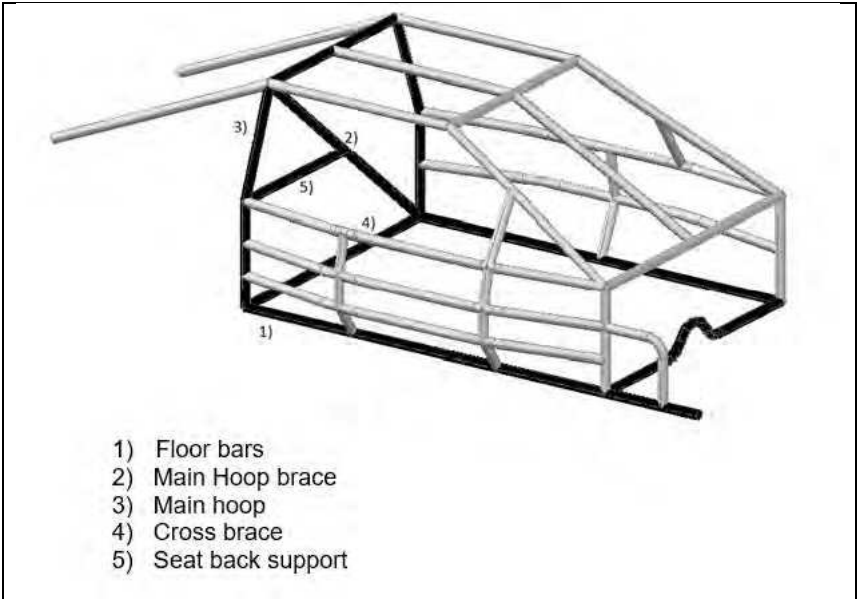 3)
2)
5)
4)
1)
1) Floor bars
2) Main Hoop brace
3) Main hoop
4) Cross brace
5) Seat back support